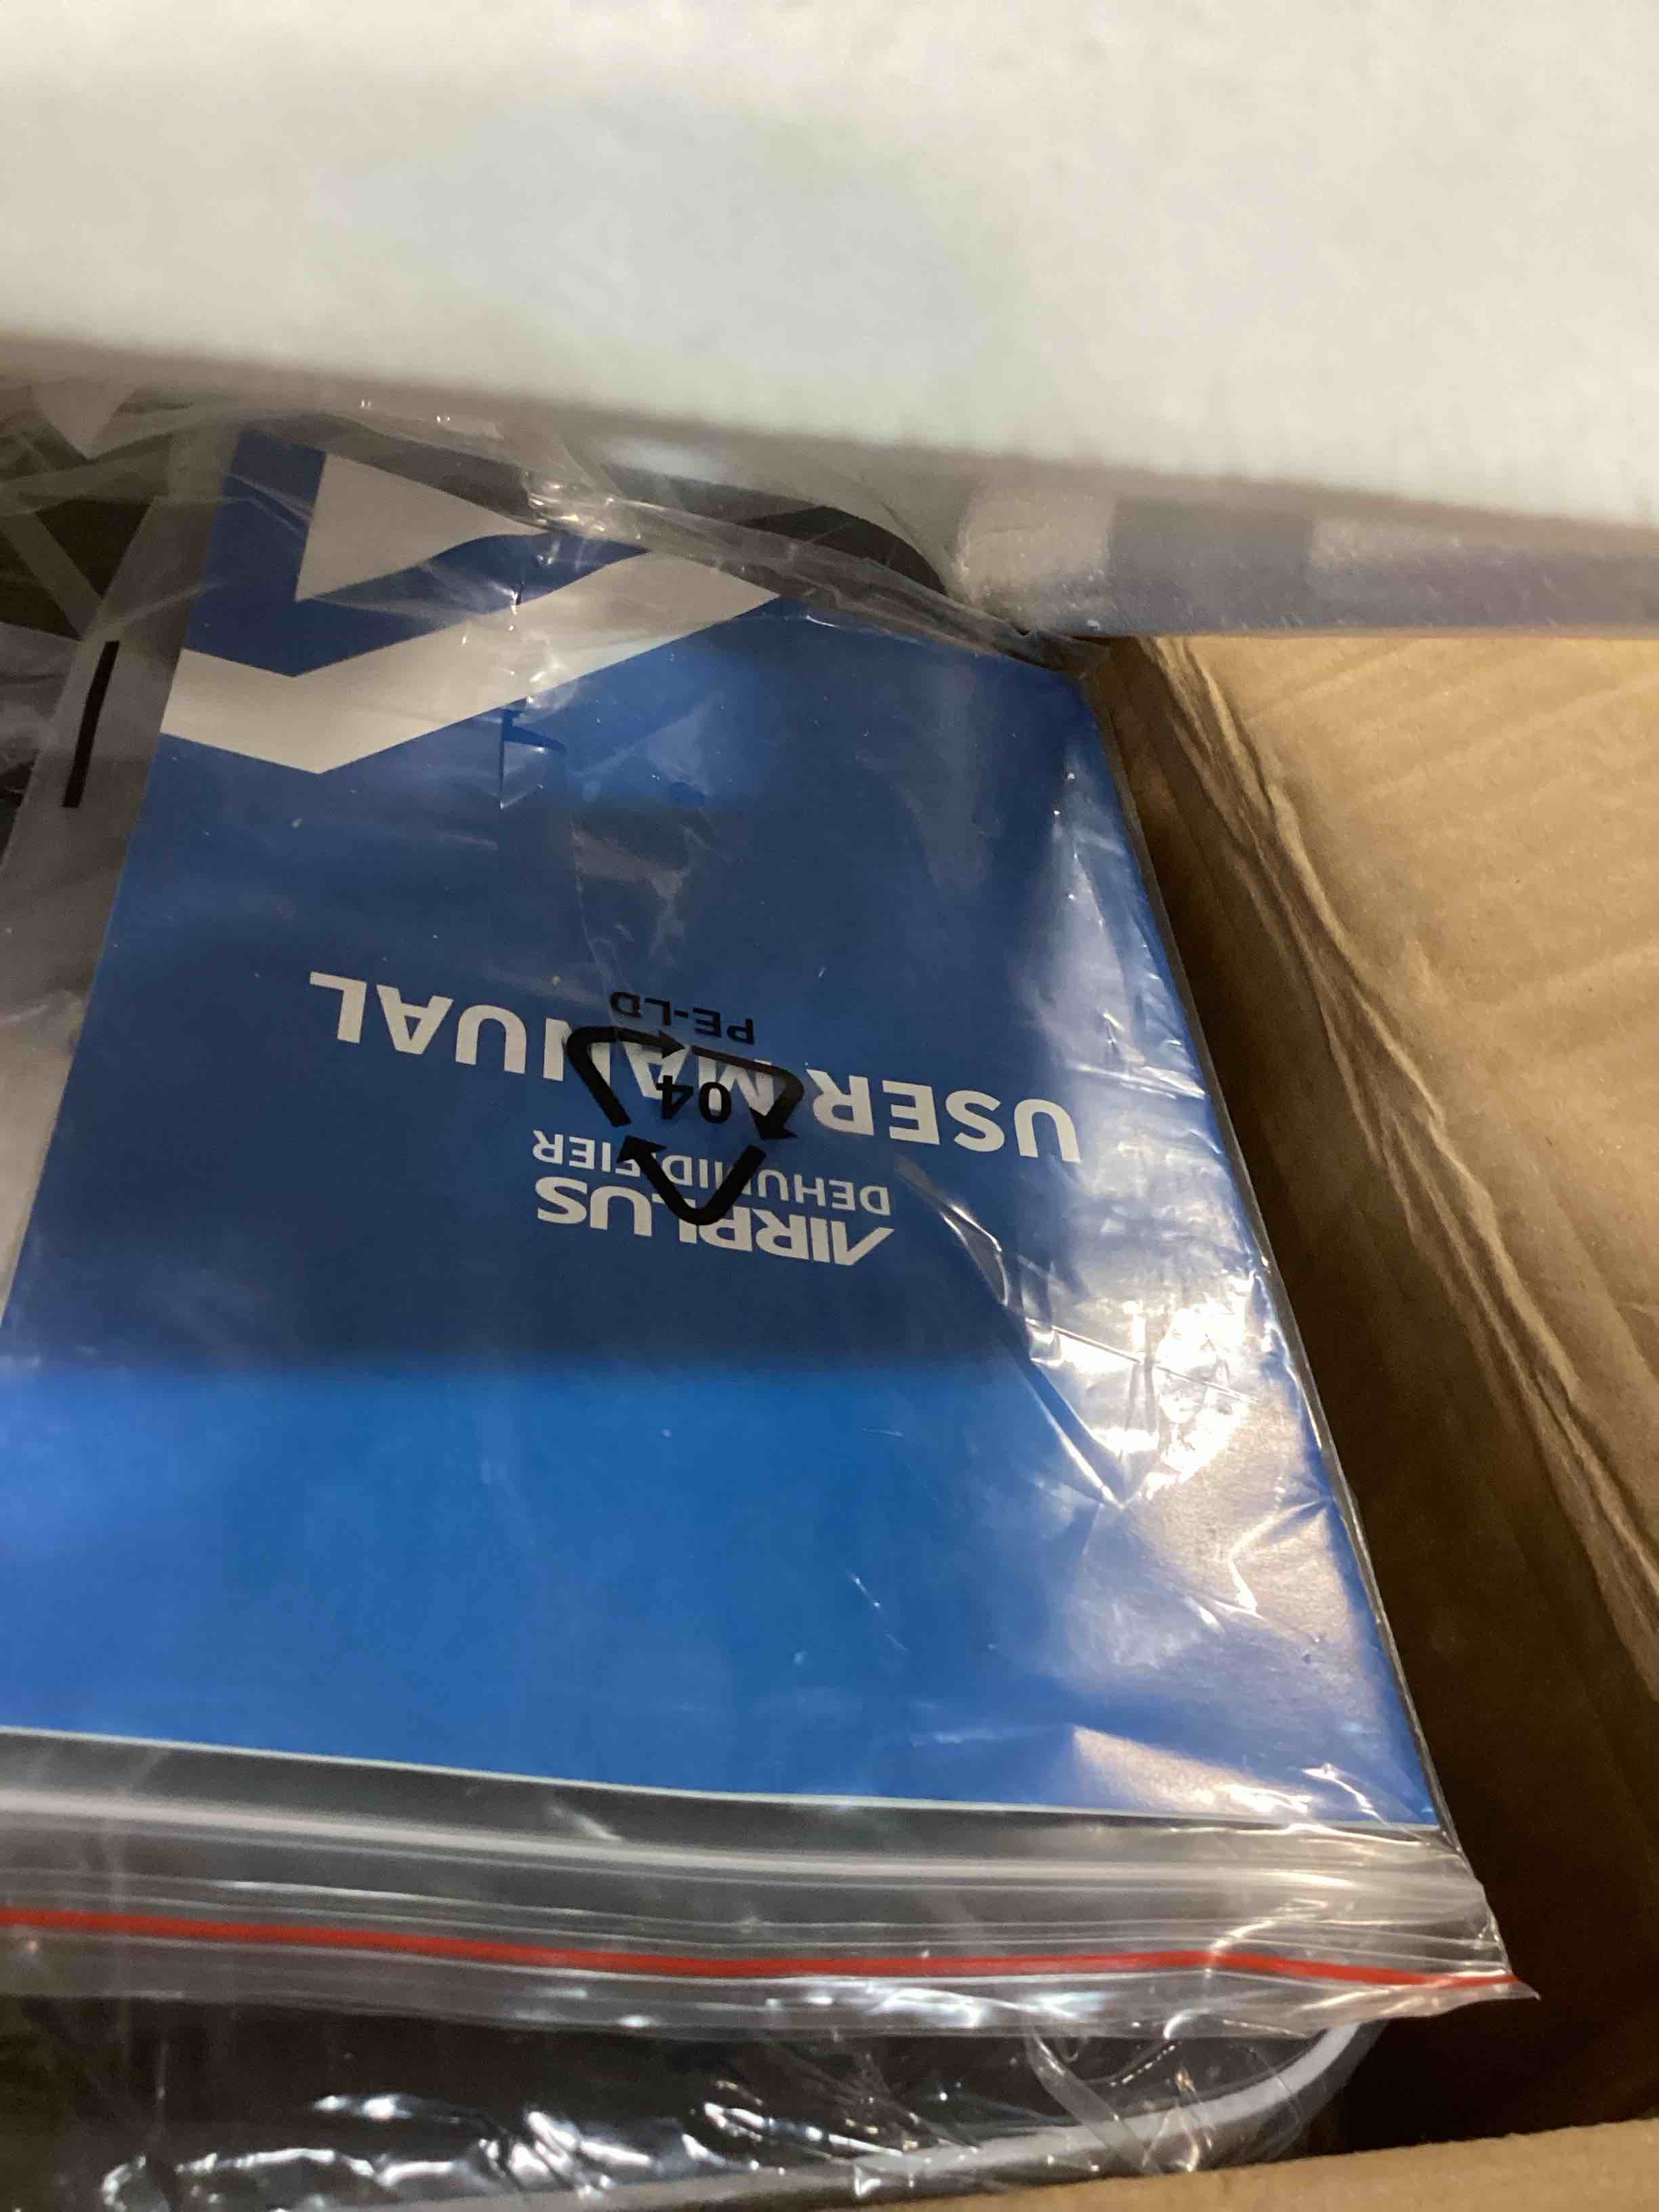 AIRPLUS
DEHUMIDIFIER
USER MANUAL
04
PE-LD